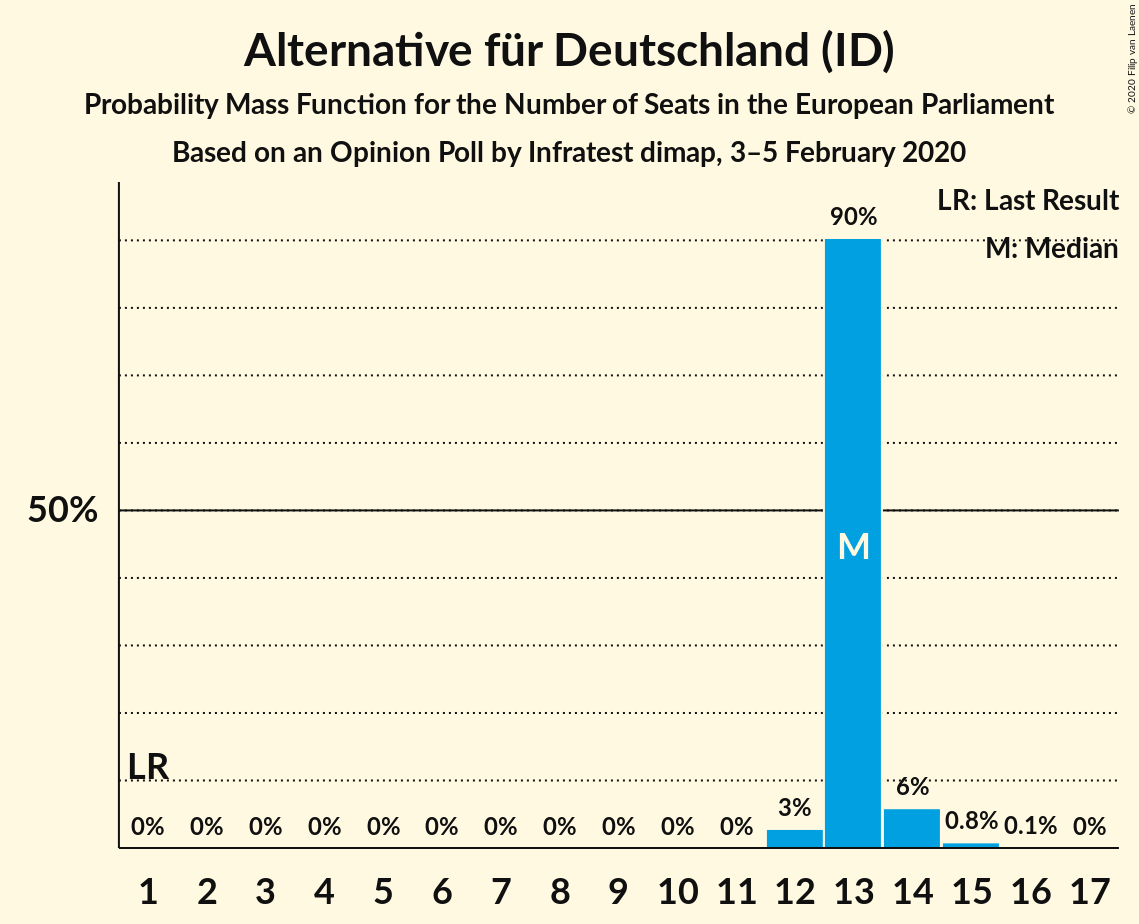 Alternative für Deutschland (ID)
Probability Mass Function for the Number of Seats in the European Parliament
Based on an Opinion Poll by Infratest dimap, 3–5 February 2020
© 2020 Filip van Laenen
LR: Last Result
M: Median
90%
50%
M
LR
0% 0% 0% 0% 0% 0% 0% 0% 0% 0% 0% 3% 6% 0.8% 0.1% 0%
1 2 3 4 5 6 7 8 9 10 11 12 13 14 15 16 17